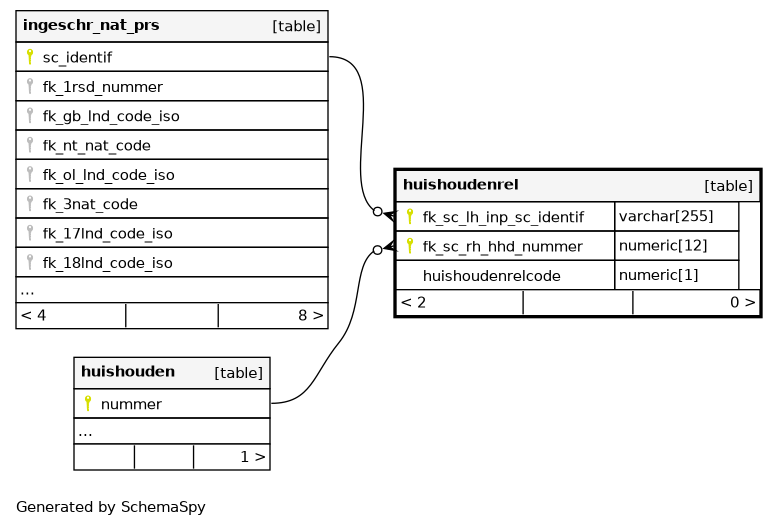 ingeschr_nat_prs [table]
sc_identif
fk_1rsd_nummer
fk_gb_lnd_code_iso
fk_nt_nat_code
fk_ol_lnd_code_iso
fk_3nat_code
fk_17lnd_code_iso
fk_18lnd_code_iso
...
< 4 8 >
huishoudenrel [table]
fk_sc_lh_inp_sc_identif varchar[255]
fk_sc_rh_hhd_nummer numeric[12]
huishoudenrelcode numeric[1]
< 2 0 >
huishouden [table]
nummer
...
1 >
Generated by SchemaSpy